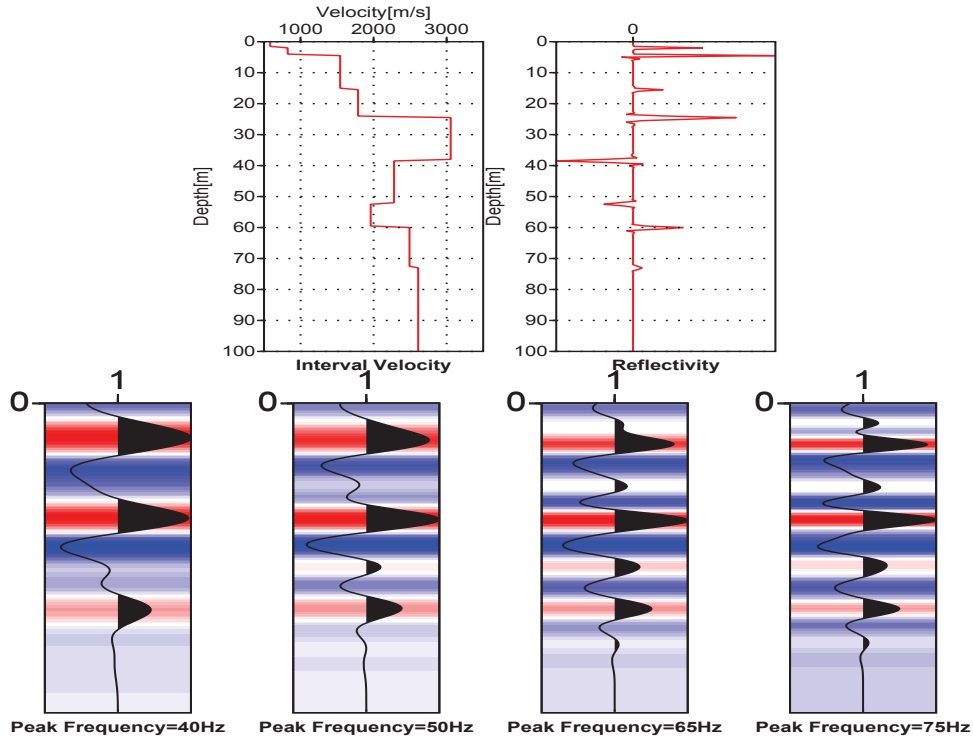 Velocity[m/s]
1000 2000 3000
0
0 10 20 30 40 50 60 70 80 90 100
Depth[m]
0 10 20 30 40 50 60 70 80 90 100
Depth[m]
Interval Velocity
Reflectivity
1 1 1 1
0 0 0 0
Peak Frequency=40Hz
Peak Frequency=50Hz
Peak Frequency=65Hz
Peak Frequency=75Hz